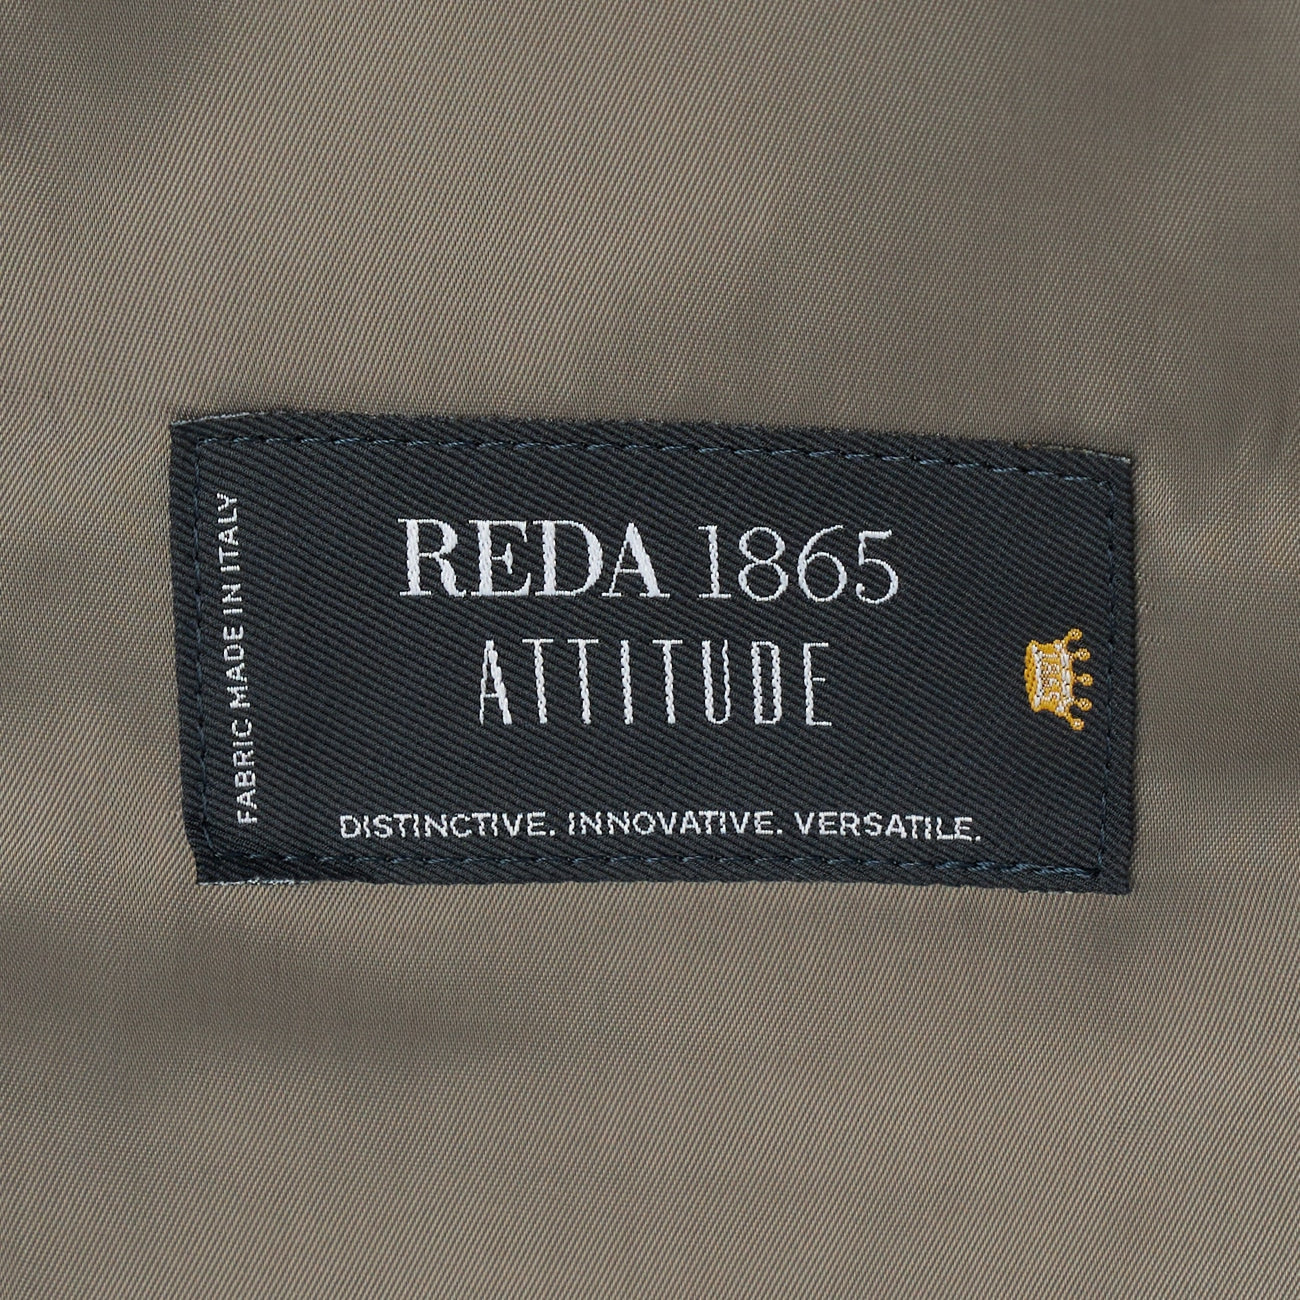 REDA 1865
ATTITUDE
DISTINCTIVE. INNOVATIVE. VERSATILE.
FABRIC MADE IN ITALY